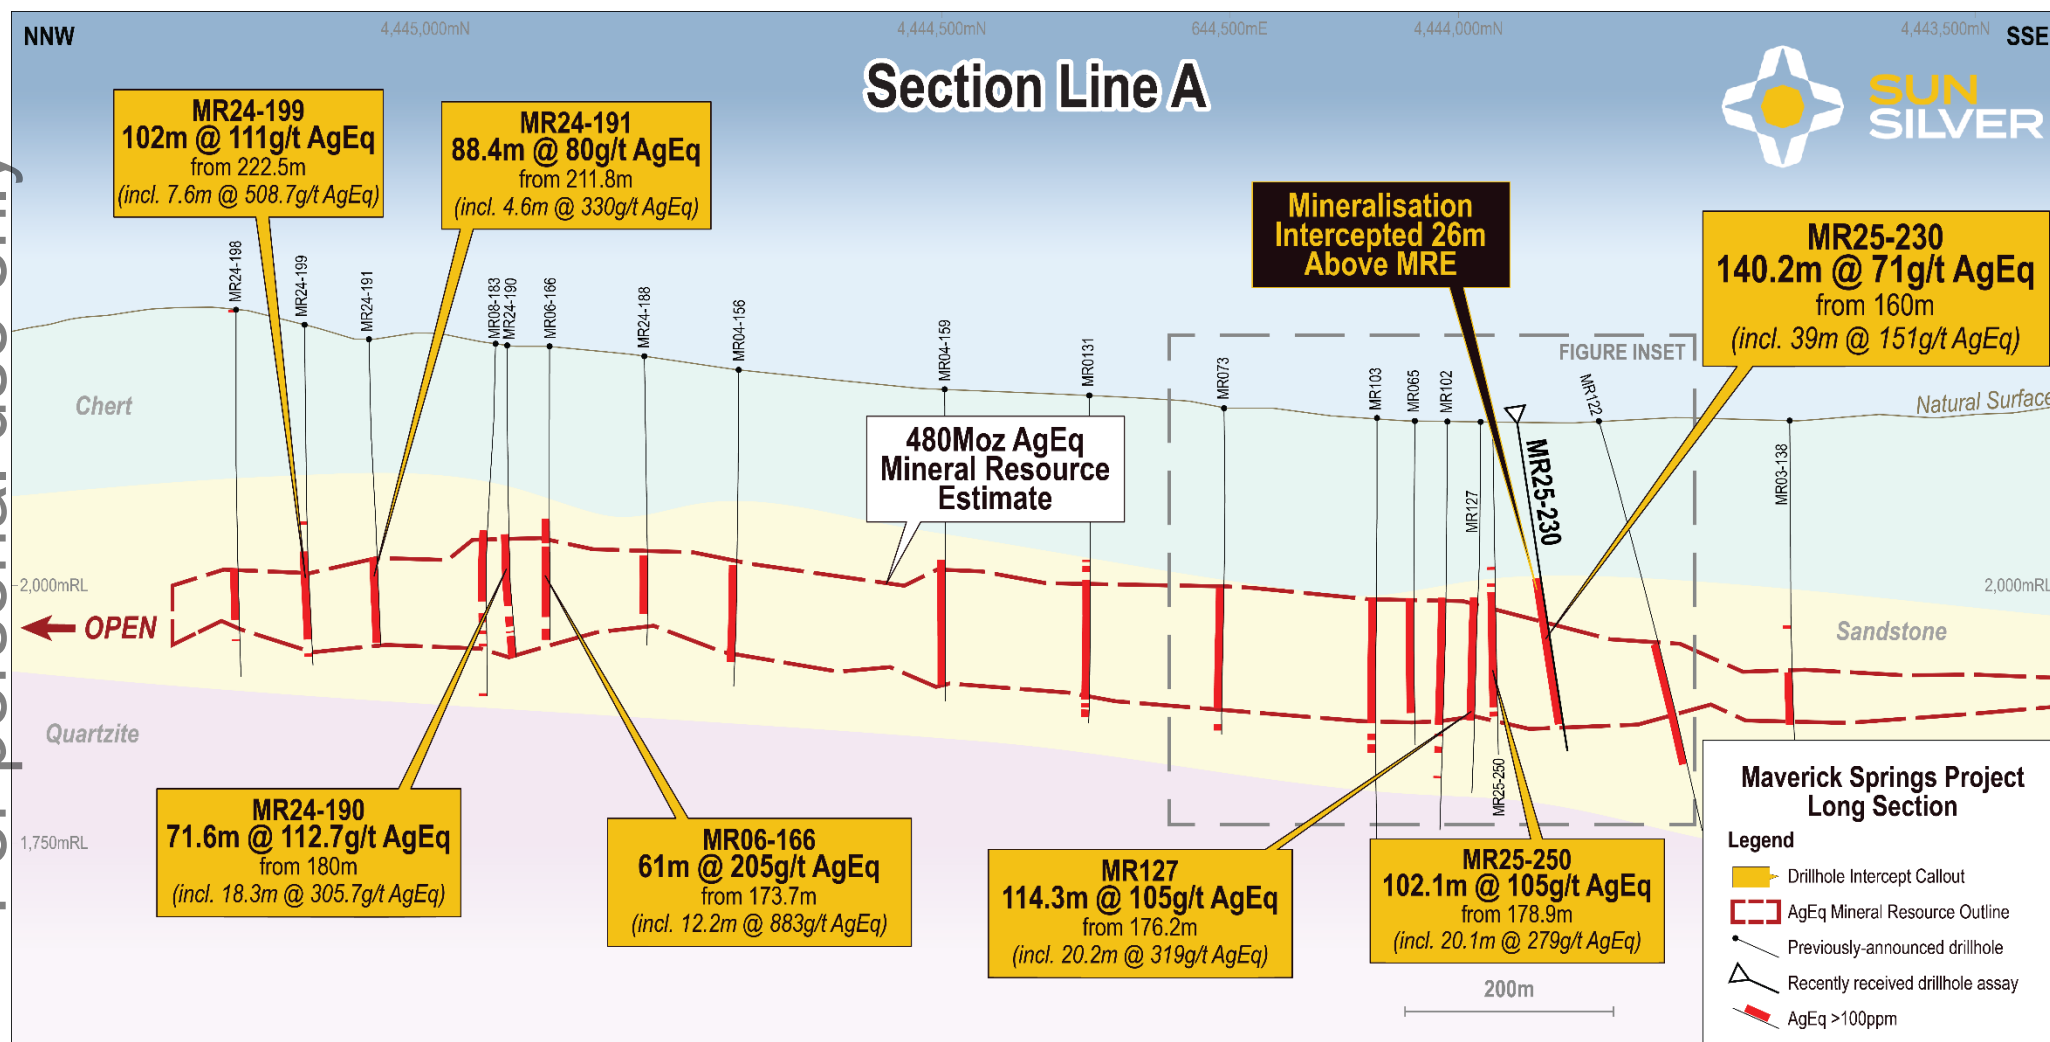 NNW
4,445,000mN
4,444,500mN
644,500mE
4,444,000mN
4,443,500mN
SSE
Section Line A
SUN
SILVER
MR24-199
102m @ 111g/t AgEq
from 222.5m
(incl. 7.6m @ 508.7g/t AgEq)
MR24-191
88.4m @ 80g/t AgEq
from 211.8m
(incl. 4.6m @ 330g/t AgEq)
Mineralisation
Intercepted 26m
Above MRE
MR25-230
140.2m @ 71g/t AgEq
from 160m
(incl. 39m @ 151g/t AgEq)
MR24-198
MR24-199
MR24-191
MR08-183
MR24-190
MR06-166
MR24-188
MR04-156
MR04-159
MR0131
MR073
MR103
MR065
MR102
MR127
MR25-250
MR25-230
MR122
MR03-138
FIGURE INSET
Chert
Natural Surface
480Moz AgEq
Mineral Resource
Estimate
2,000mRL
2,000mRL
OPEN
Sandstone
Quartzite
1,750mRL
MR24-190
71.6m @ 112.7g/t AgEq
from 180m
(incl. 18.3m @ 305.7g/t AgEq)
MR06-166
61m @ 205g/t AgEq
from 173.7m
(incl. 12.2m @ 883g/t AgEq)
MR127
114.3m @ 105g/t AgEq
from 176.2m
(incl. 20.2m @ 319g/t AgEq)
MR25-250
102.1m @ 105g/t AgEq
from 178.9m
(incl. 20.1m @ 279g/t AgEq)
200m
Maverick Springs Project
Long Section
Legend
Drillhole Intercept Callout
AgEq Mineral Resource Outline
Previously-announced drillhole
Recently received drillhole assay
AgEq >100ppm